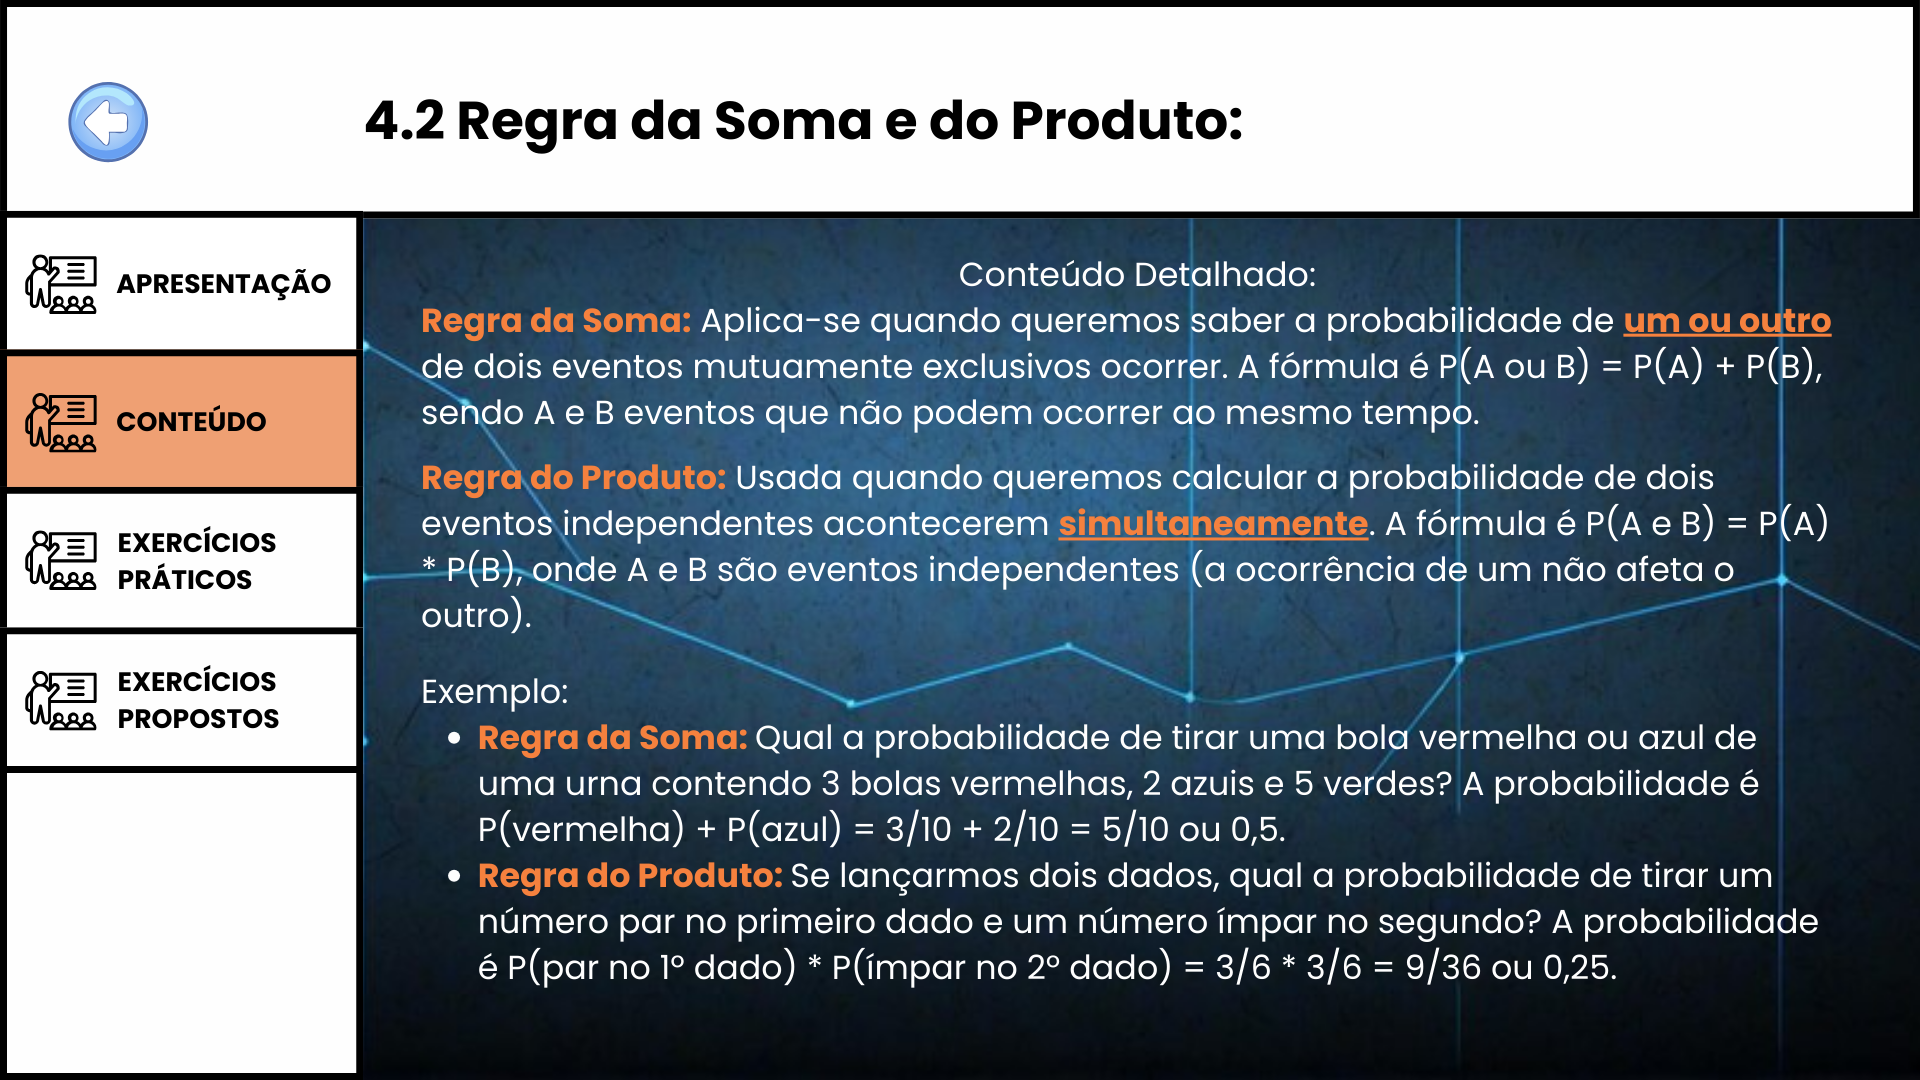 4.2 Regra da Soma e do Produto:
APRESENTAÇÃO
CONTEÚDO
EXERCÍCIOS
PRÁTICOS
EXERCÍCIOS
PROPOSTOS
Conteúdo Detalhado:
Regra da Soma: Aplica-se quando queremos saber a probabilidade de um ou outro
de dois eventos mutuamente exclusivos ocorrer. A fórmula é P(A ou B) = P(A) + P(B),
sendo A e B eventos que não podem ocorrer ao mesmo tempo.
Regra do Produto: Usada quando queremos calcular a probabilidade de dois
eventos independentes acontecerem simultaneamente. A fórmula é P(A e B) = P(A)
* P(B), onde A e B são eventos independentes (a ocorrência de um não afeta o
outro).
Exemplo:
• Regra da Soma: Qual a probabilidade de tirar uma bola vermelha ou azul de
uma urna contendo 3 bolas vermelhas, 2 azuis e 5 verdes? A probabilidade é
P(vermelha) + P(azul) = 3/10 + 2/10 = 5/10 ou 0,5.
• Regra do Produto: Se lançarmos dois dados, qual a probabilidade de tirar um
número par no primeiro dado e um número ímpar no segundo? A probabilidade
é P(par no 1º dado) * P(ímpar no 2º dado) = 3/6 * 3/6 = 9/36 ou 0,25.